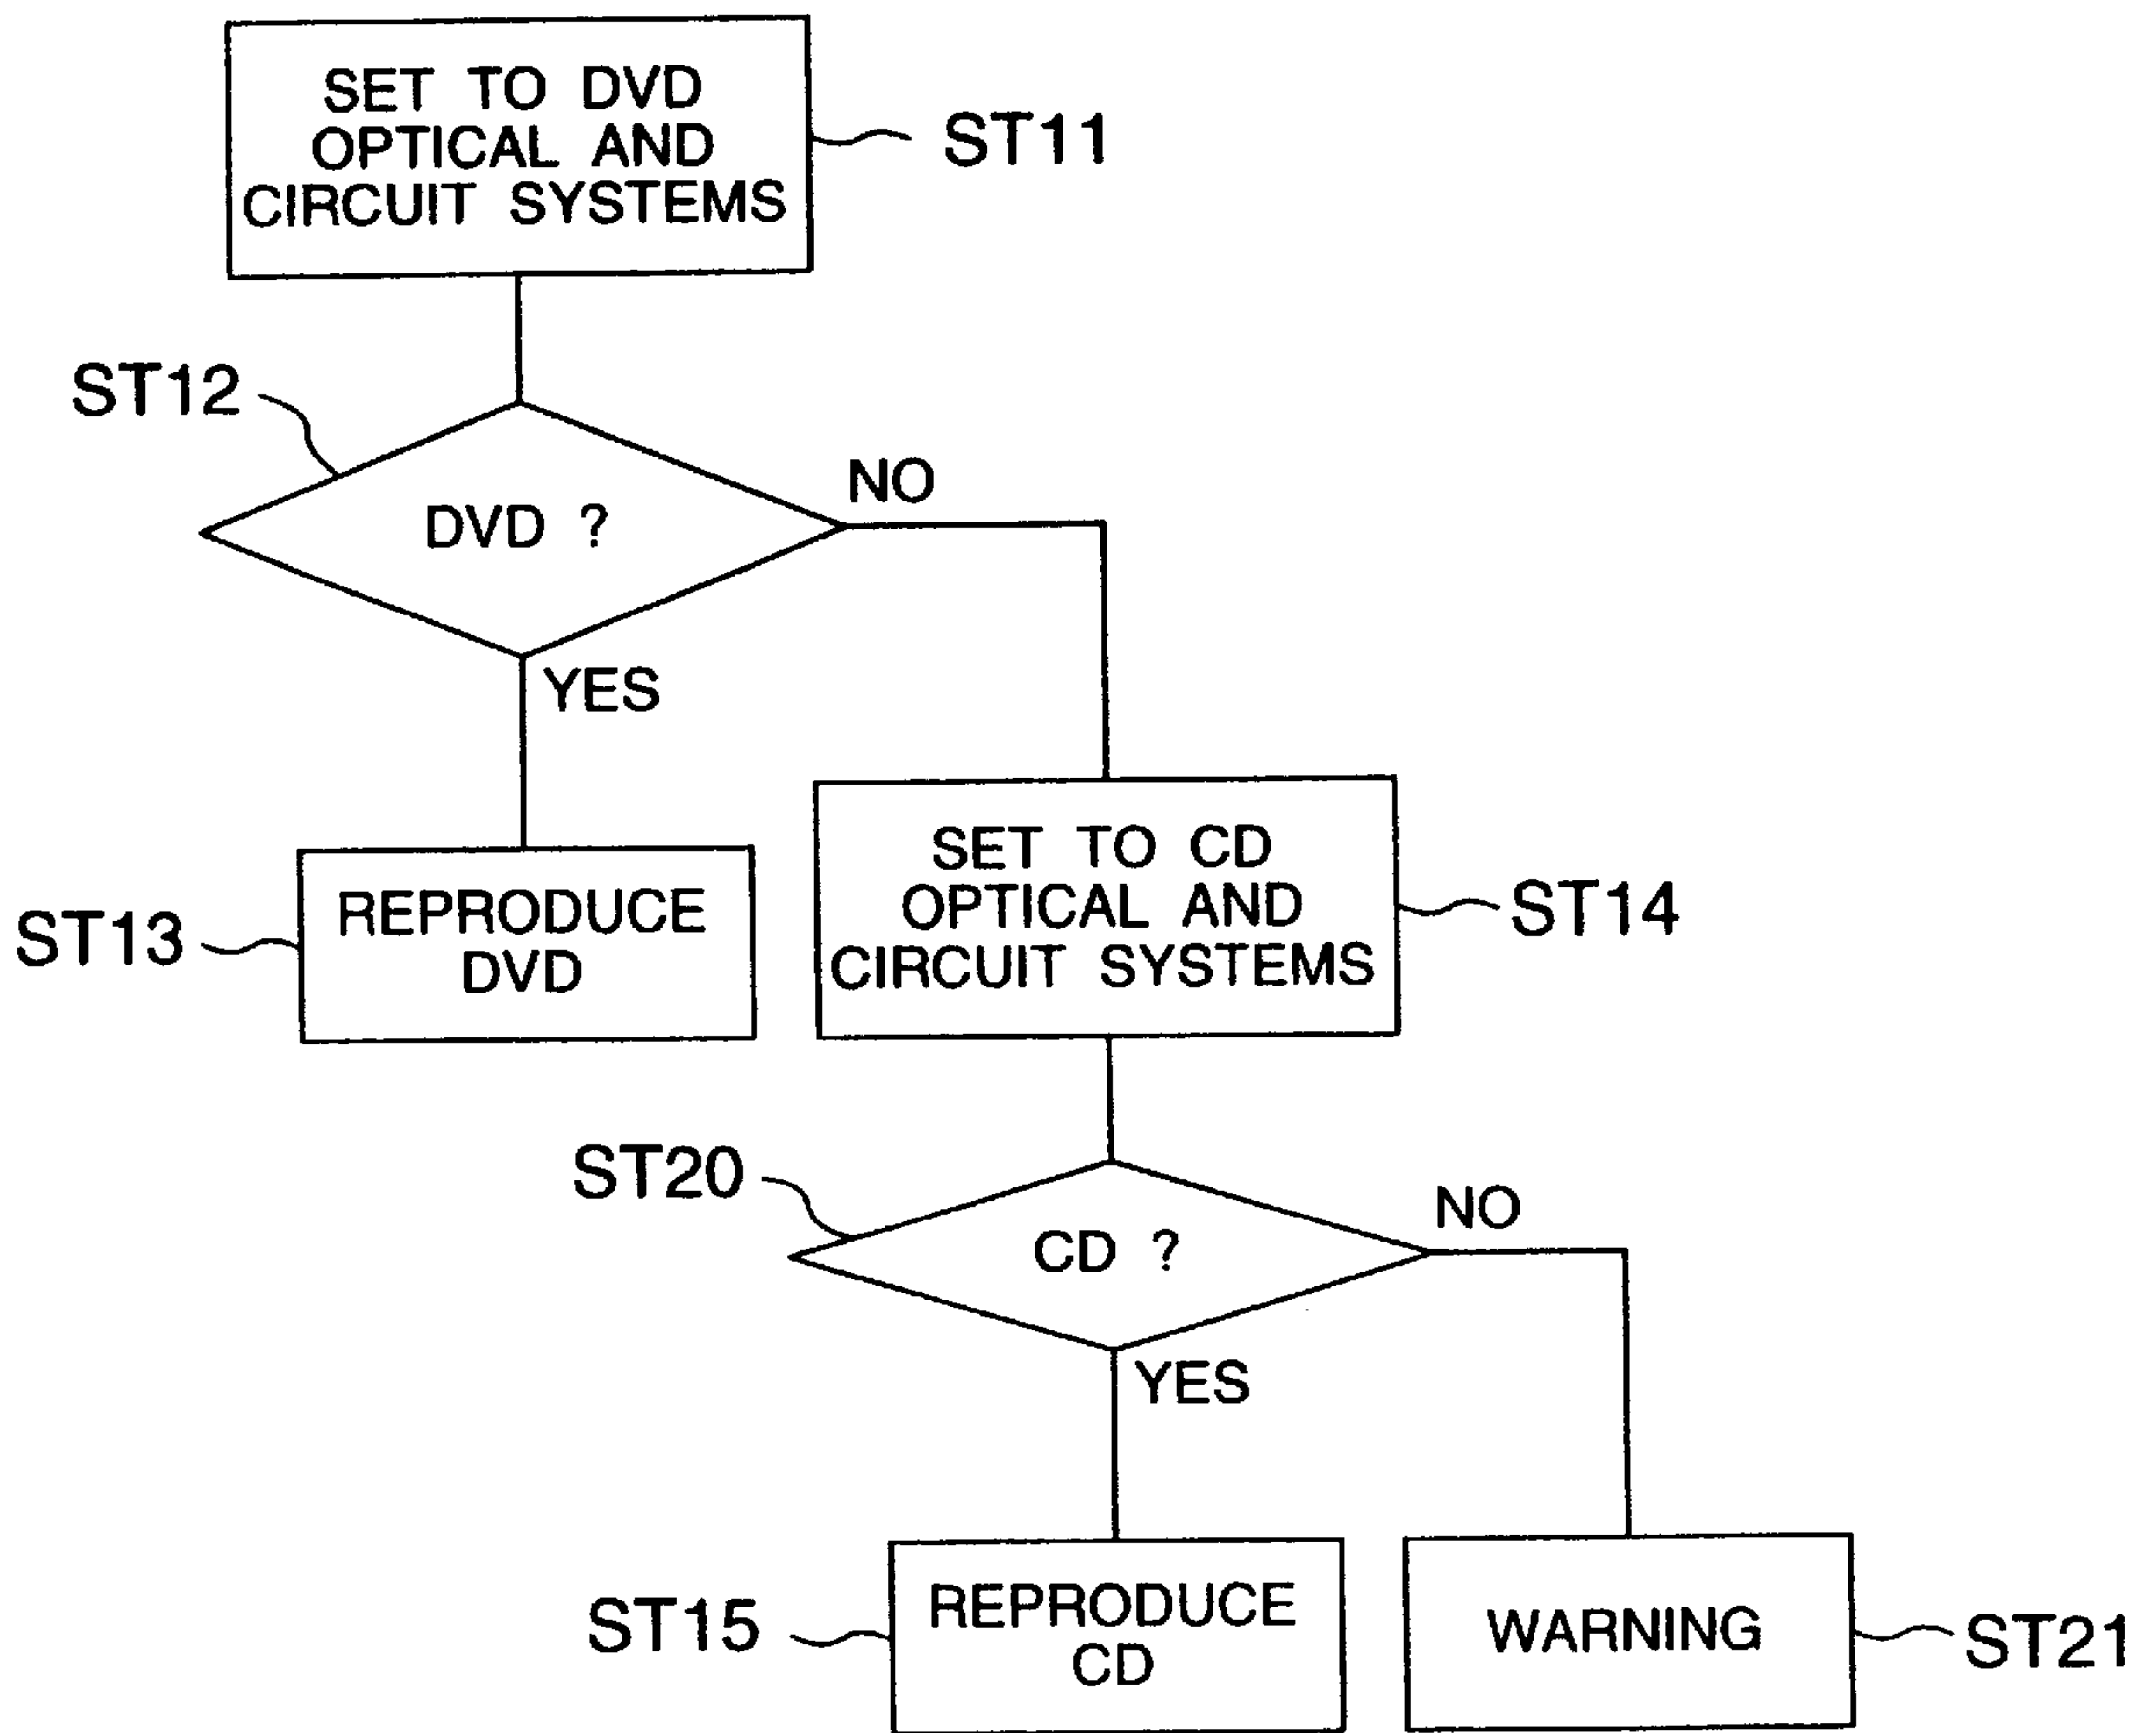 SET TO DVD
OPTICAL AND
CIRCUIT SYSTEMS
ST11
ST12
DVD ?
NO
YES
REPRODUCE
DVD
ST13
SET TO CD
OPTICAL AND
CIRCUIT SYSTEMS
ST14
ST20
CD ?
NO
YES
ST15
REPRODUCE
CD
WARNING
ST21